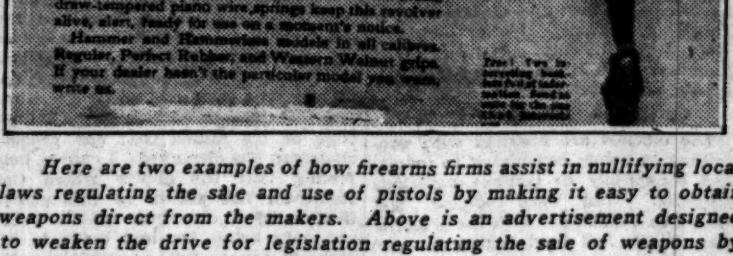 draw-tempered piano wire springs keep this revolver
alive, alert, ready for use on a moment's notice.
Hammer and Hammerless models in all calibres.
Regular, Perfect Rubber, and Western Walnut grips.
If your dealer hasn't the particular model you want,
write us.
Here are two examples of how firearms firms assist in nullifying loca
laws regulating the sale and use of pistols by making it easy to obtai
weapons direct from the makers. Above is an advertisement designe
to weaken the drive for legislation regulating the sale of weapons by